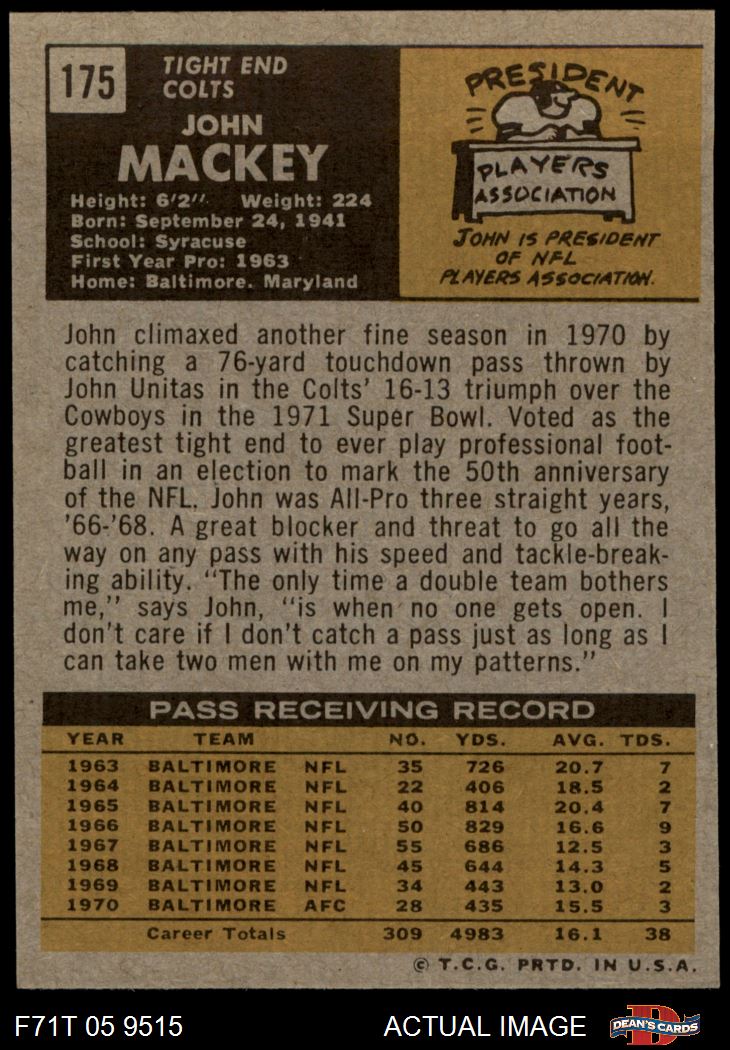 175
TIGHT END
COLTS
JOHN
MACKEY
Height: 6'2" Weight: 224
Born: September 24, 1941
School: Syracuse
First Year Pro: 1963
Home: Baltimore, Maryland
PRESIDENT
PLAYERS
ASSOCIATION
JOHN IS PRESIDENT
OF NFL
PLAYERS ASSOCIATION.
John climaxed another fine season in 1970 by
catching a 76-yard touchdown pass thrown by
John Unitas in the Colts' 16-13 triumph over the
Cowboys in the 1971 Super Bowl. Voted as the
greatest tight end to ever play professional foot-
ball in an election to mark the 50th anniversary
of the NFL. John was All-Pro three straight years,
'66-'68. A great blocker and threat to go all the
way on any pass with his speed and tackle-break-
ing ability. "The only time a double team bothers
me," says John, "is when no one gets open. I
don't care if I don't catch a pass just as long as I
can take two men with me on my patterns."
PASS RECEIVING RECORD
YEAR TEAM NO. YDS. AVG. TDS.
1963 BALTIMORE NFL 35 726 20.7 7
1964 BALTIMORE NFL 22 406 18.5 2
1965 BALTIMORE NFL 40 814 20.4 7
1966 BALTIMORE NFL 50 829 16.6 9
1967 BALTIMORE NFL 55 686 12.5 3
1968 BALTIMORE NFL 45 644 14.3 5
1969 BALTIMORE NFL 34 443 13.0 2
1970 BALTIMORE AFC 28 435 15.5 3
Career Totals 309 4983 16.1 38
© T.C.G. PRTD. IN U.S.A.
F71T 05 9515 ACTUAL IMAGE
D
DEAN'S CARDS